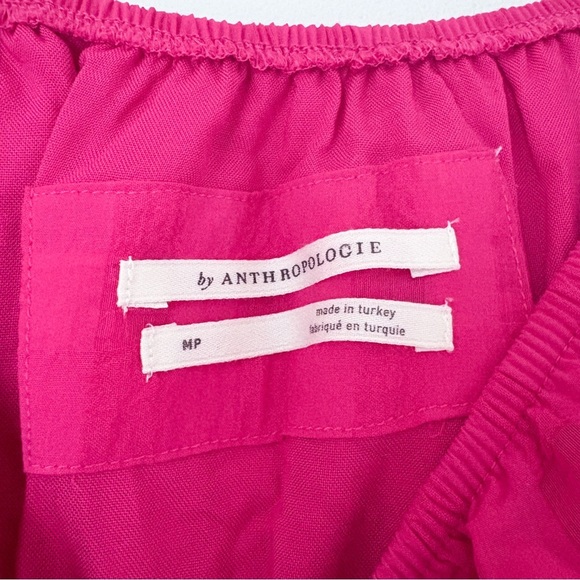 by ANTHROPOLOGIE
MP
made in turkey
fabriqué en turquie